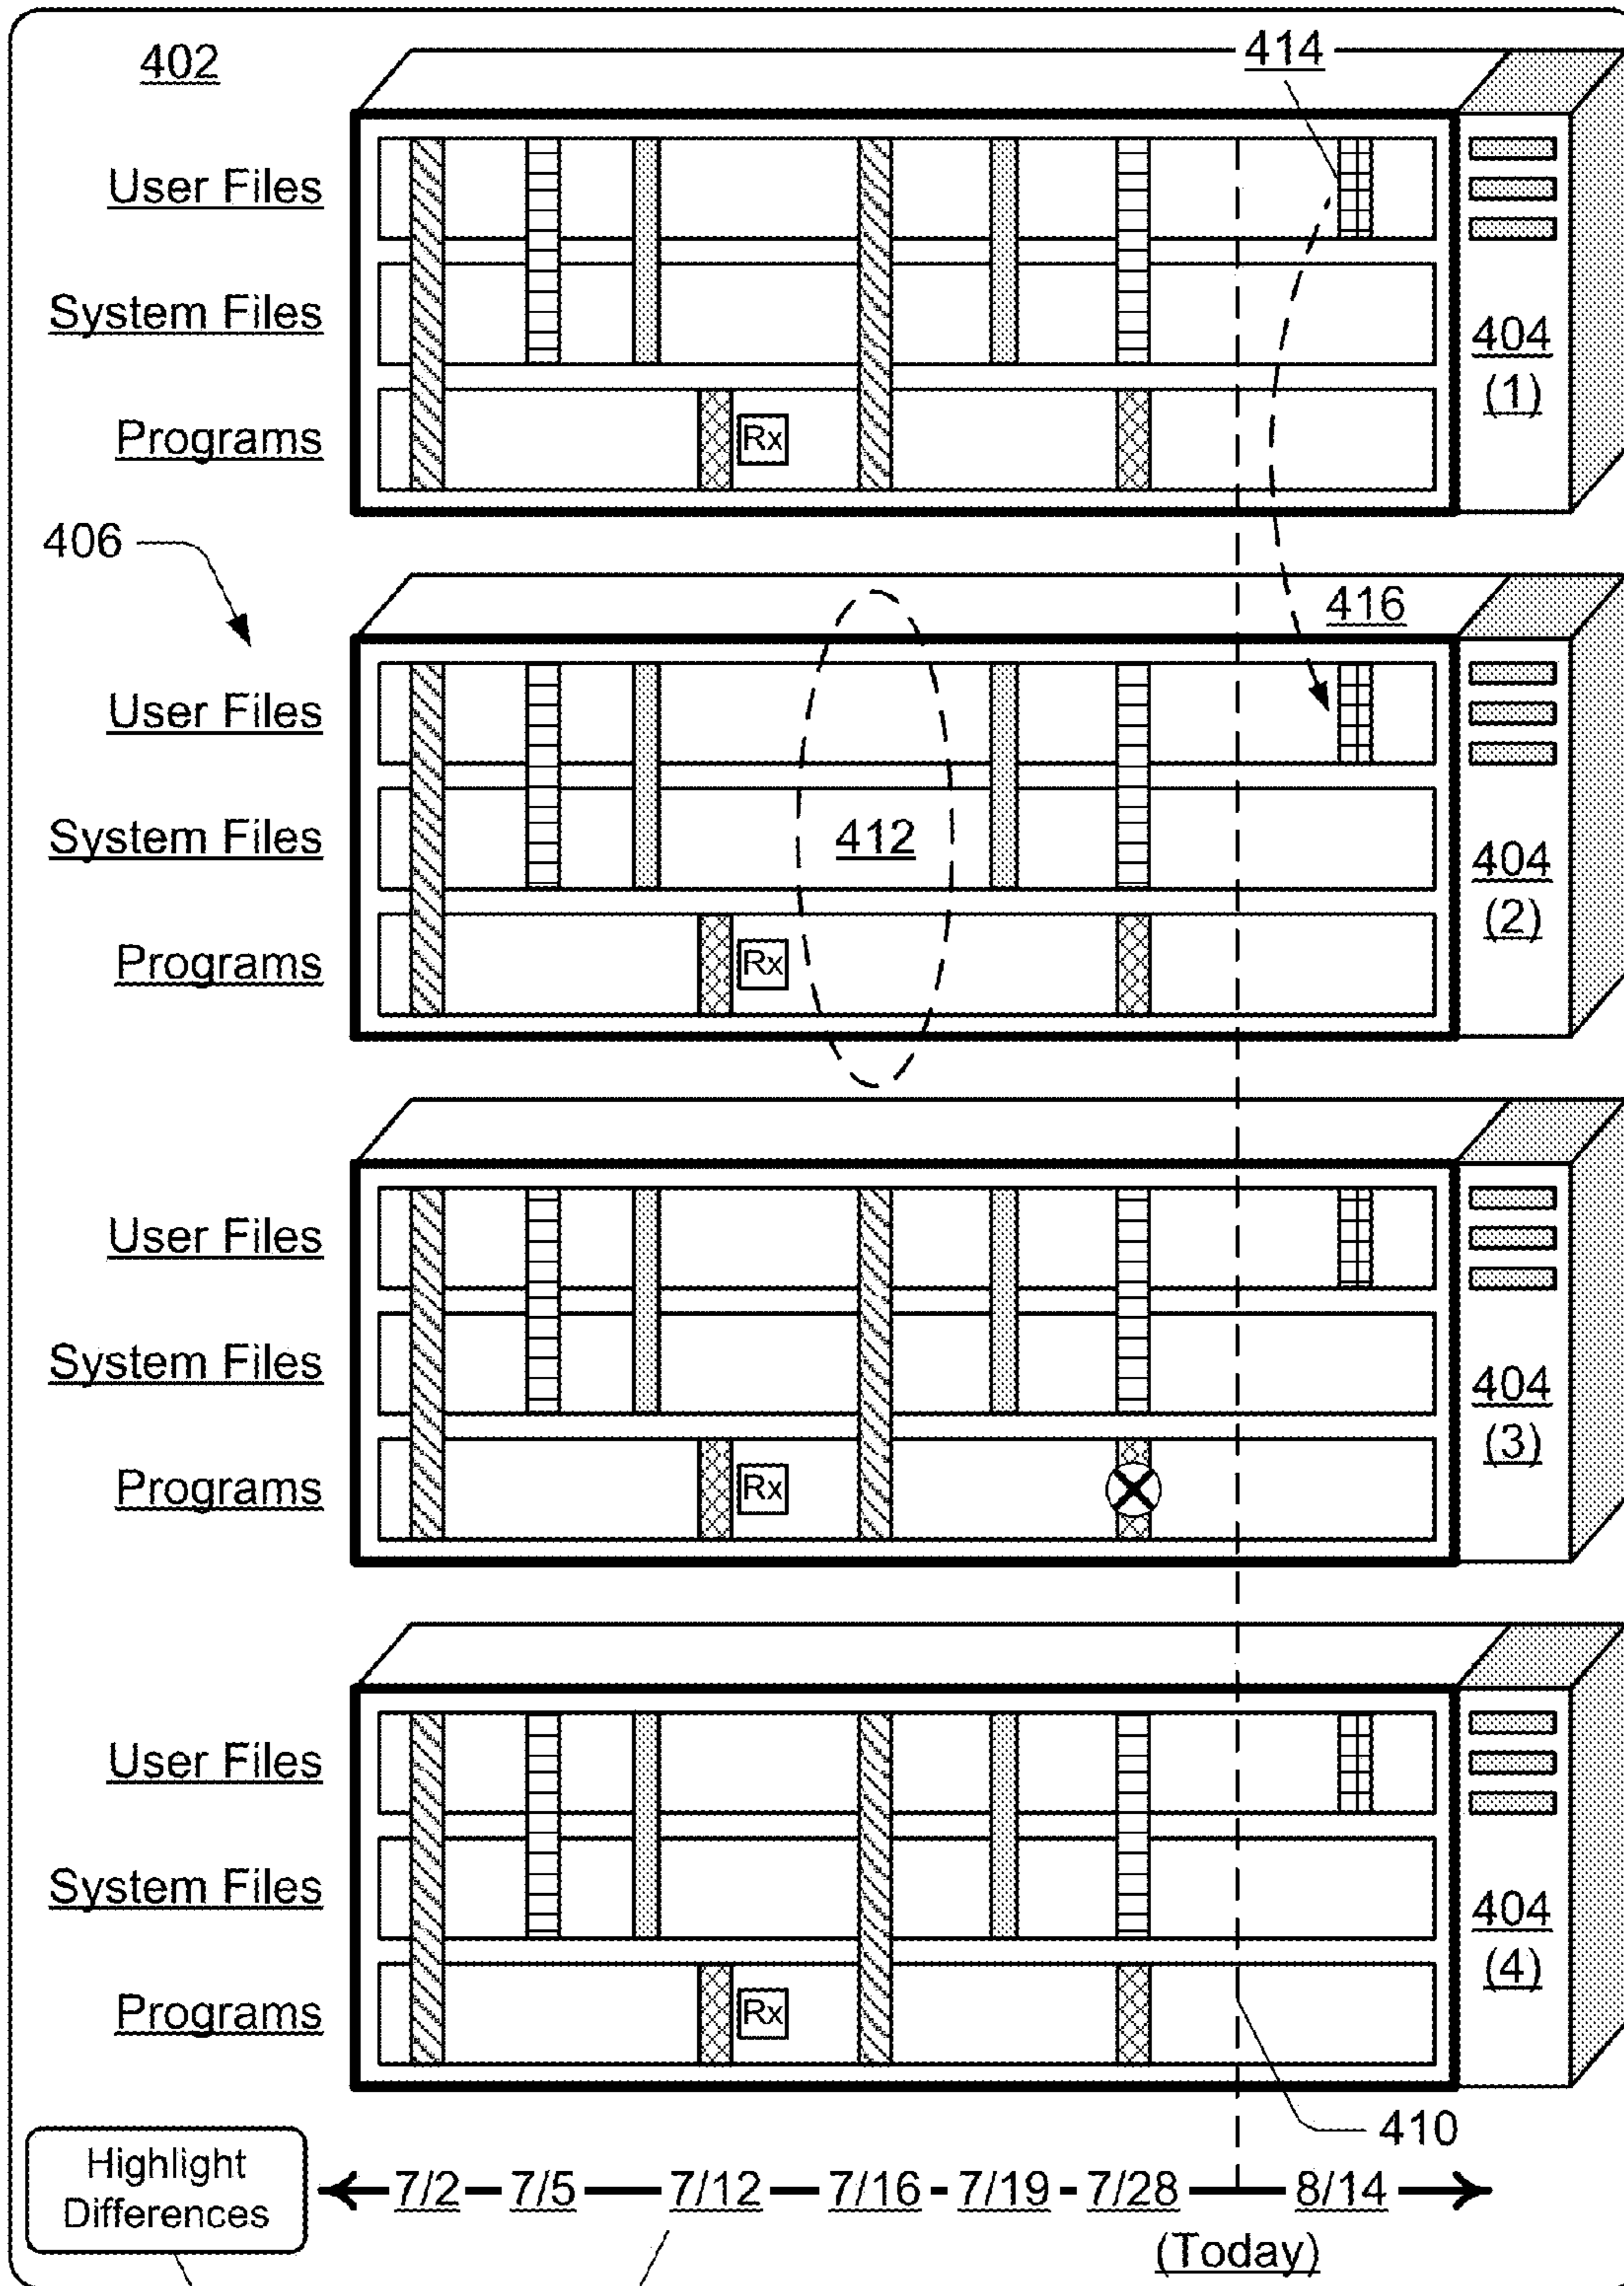 402
414
User Files
System Files
404
(1)
Programs
Rx
406
416
User Files
System Files
412
404
(2)
Programs
Rx
User Files
System Files
404
(3)
Programs
Rx
User Files
System Files
404
(4)
Programs
Rx
410
Highlight
Differences
7/2 7/5 7/12 7/16 7/19 7/28 8/14
(Today)